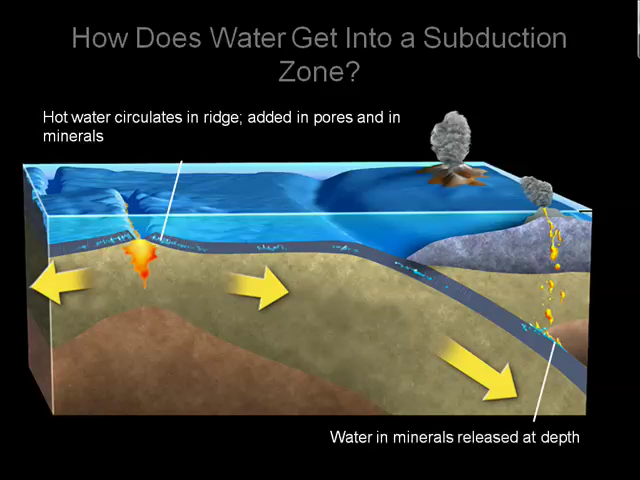 How Does Water Get Into a Subduction
Zone?
Hot water circulates in ridge; added in pores and in
minerals
Water in minerals released at depth